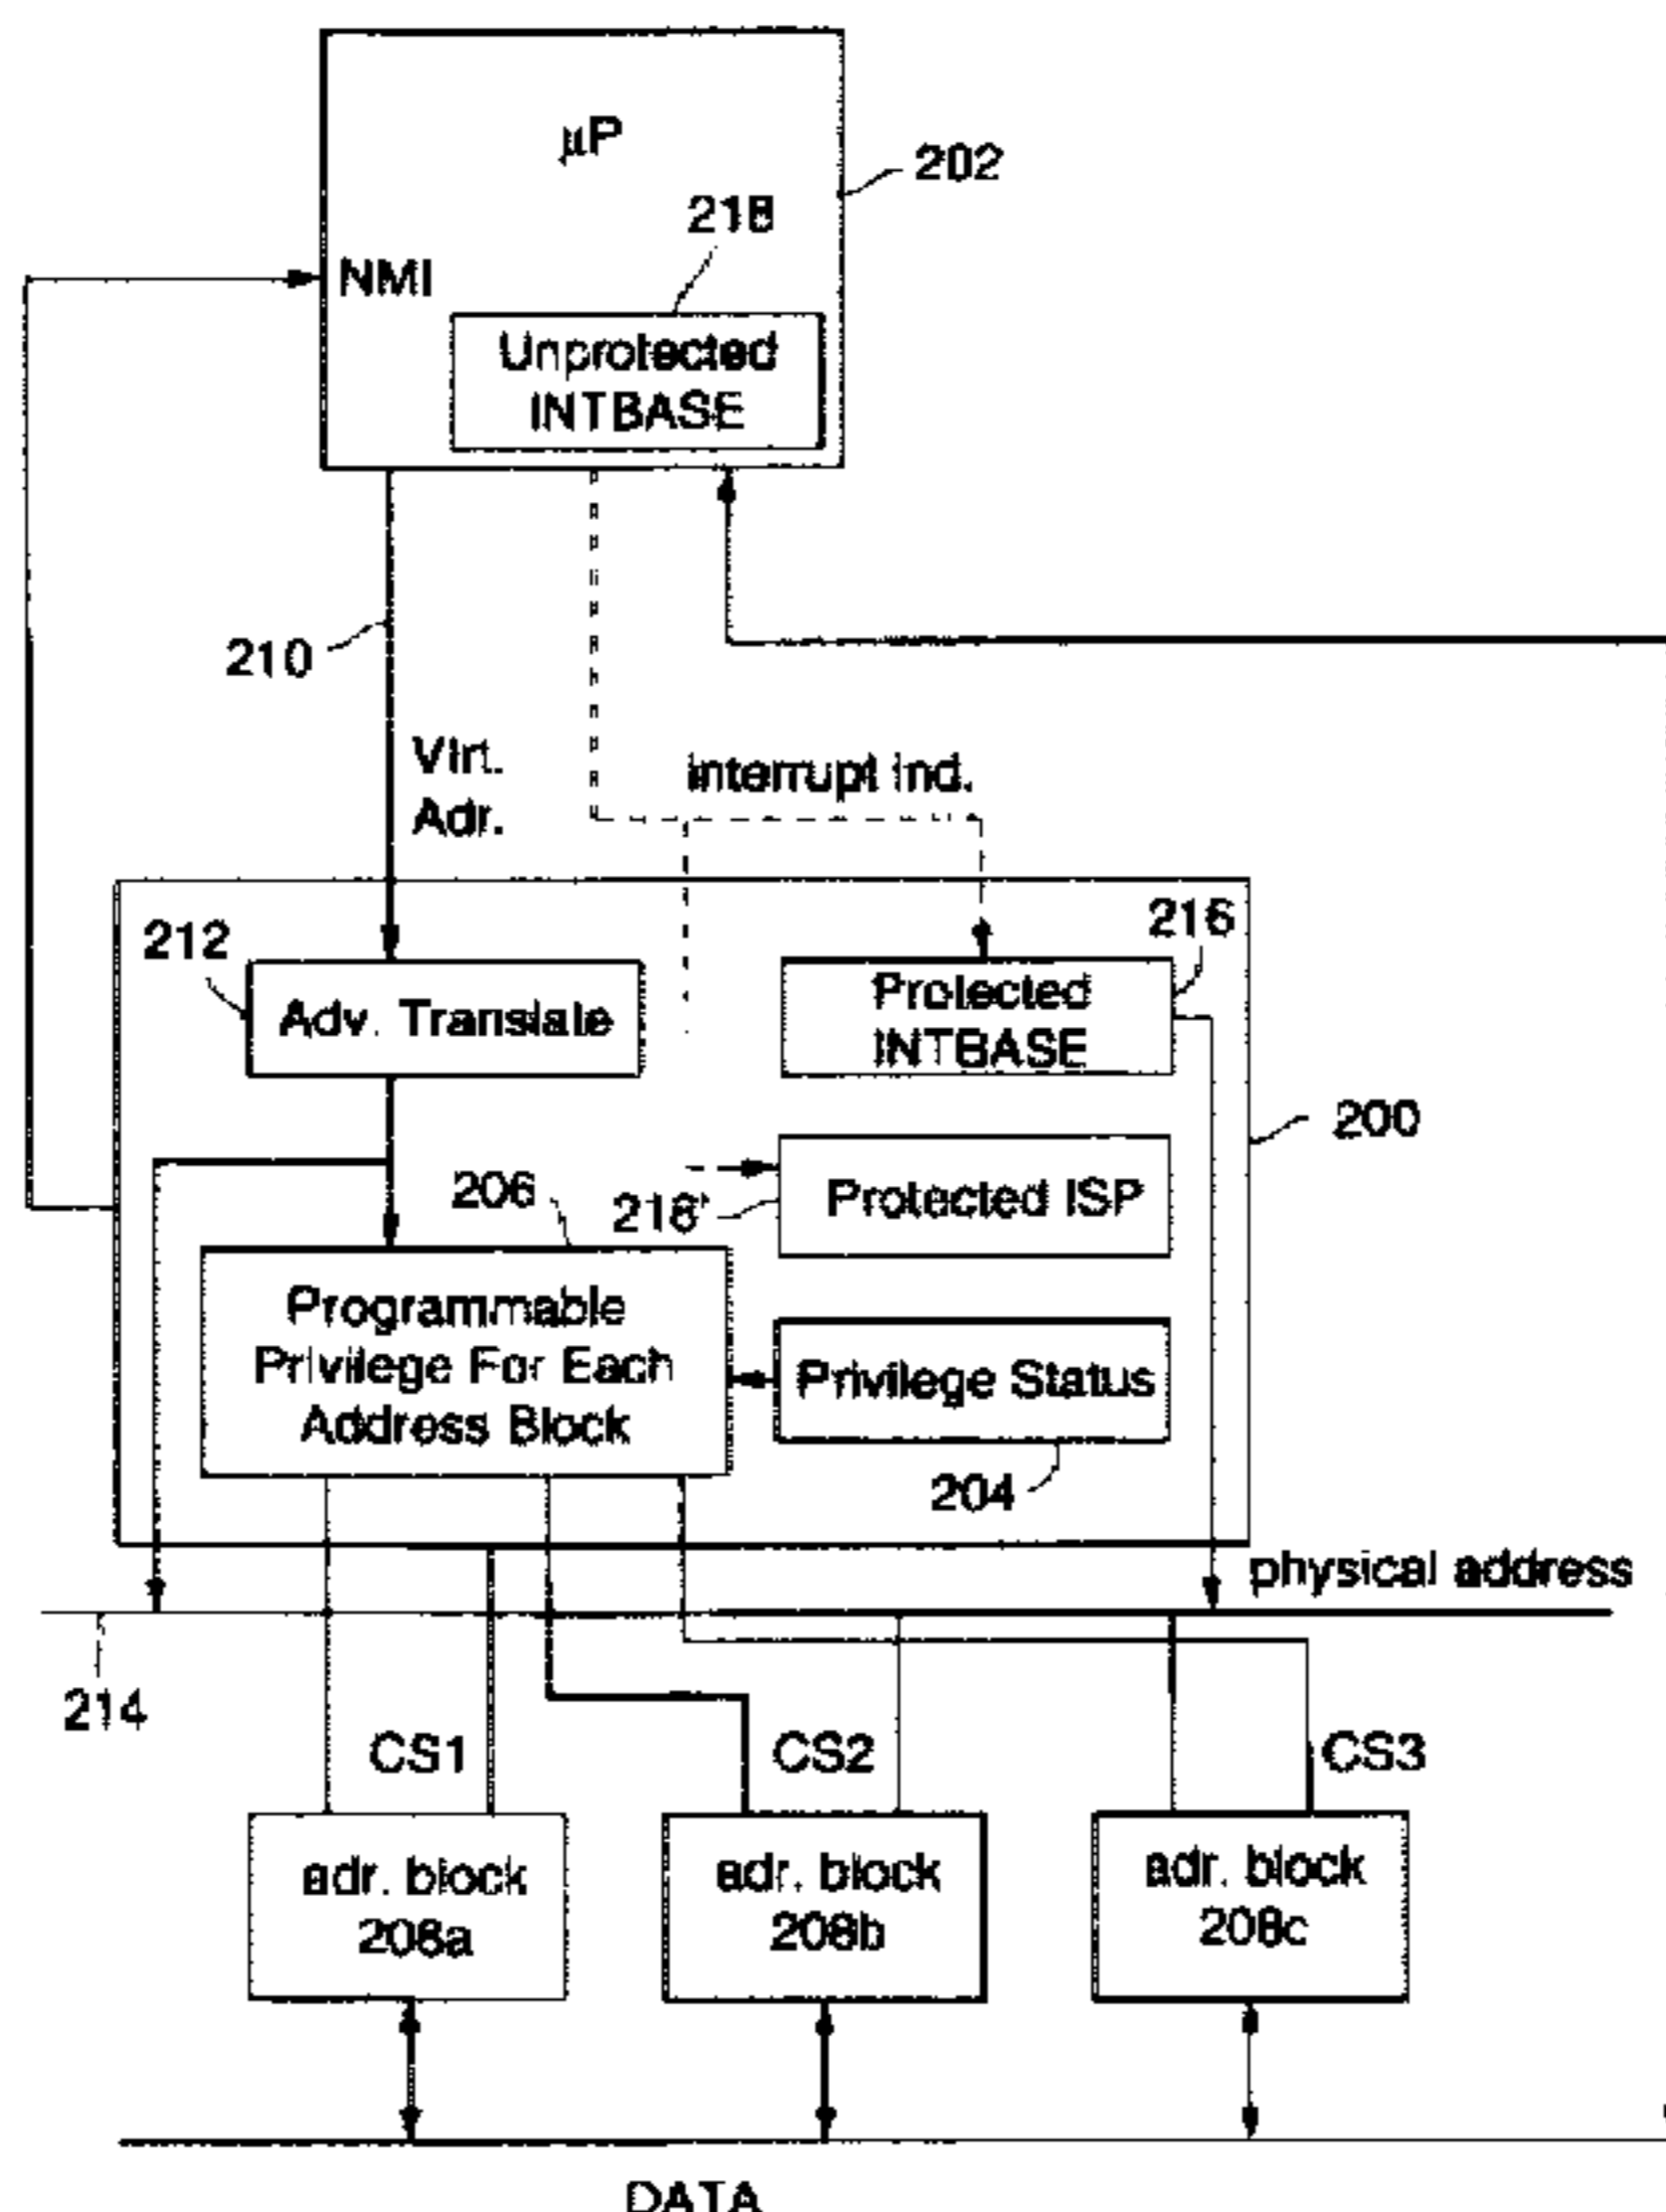 µP
202
218
NMI
Unprotected
INTBASE
210
Virt.
Adr.
interrupt ind.
212
216
Adv. Translate
Protected
INTBASE
200
206
216'
Protected ISP
Programmable
Privilege For Each
Address Block
Privilege Status
204
physical address
214
CS1
CS2
CS3
adr. block
208a
adr. block
208b
adr. block
208c
DATA